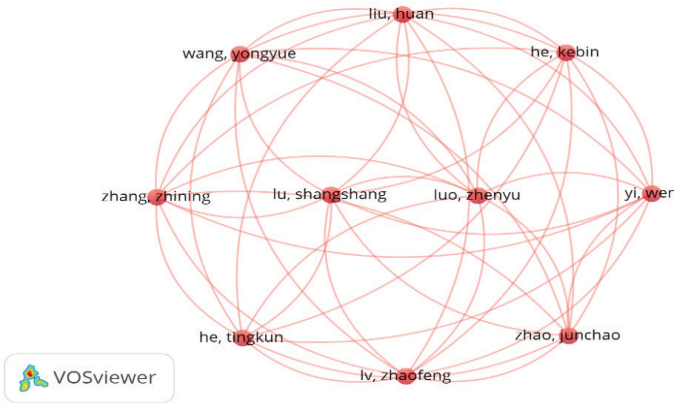 liu, huan
wang, yongyue
he, kebin
zhang, zhining
lu, shangshang
luo, zhenyu
yi, wen
he, tingkun
zhao, junchao
lv, zhaofeng
VOSviewer